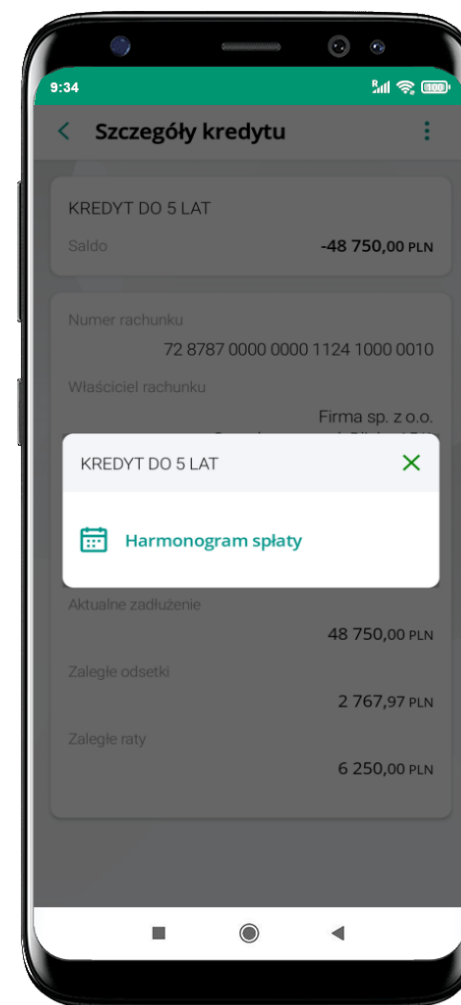 9:34
R
100
Szczegóły kredytu
KREDYT DO 5 LAT
Saldo -48 750,00 PLN
Numer rachunku
72 8787 0000 0000 1124 1000 0010
Właściciel rachunku
Firma sp. z o.o.
KREDYT DO 5 LAT
Harmonogram spłaty
Aktualne zadłużenie
48 750,00 PLN
Zaległe odsetki
2 767,97 PLN
Zaległe raty
6 250,00 PLN